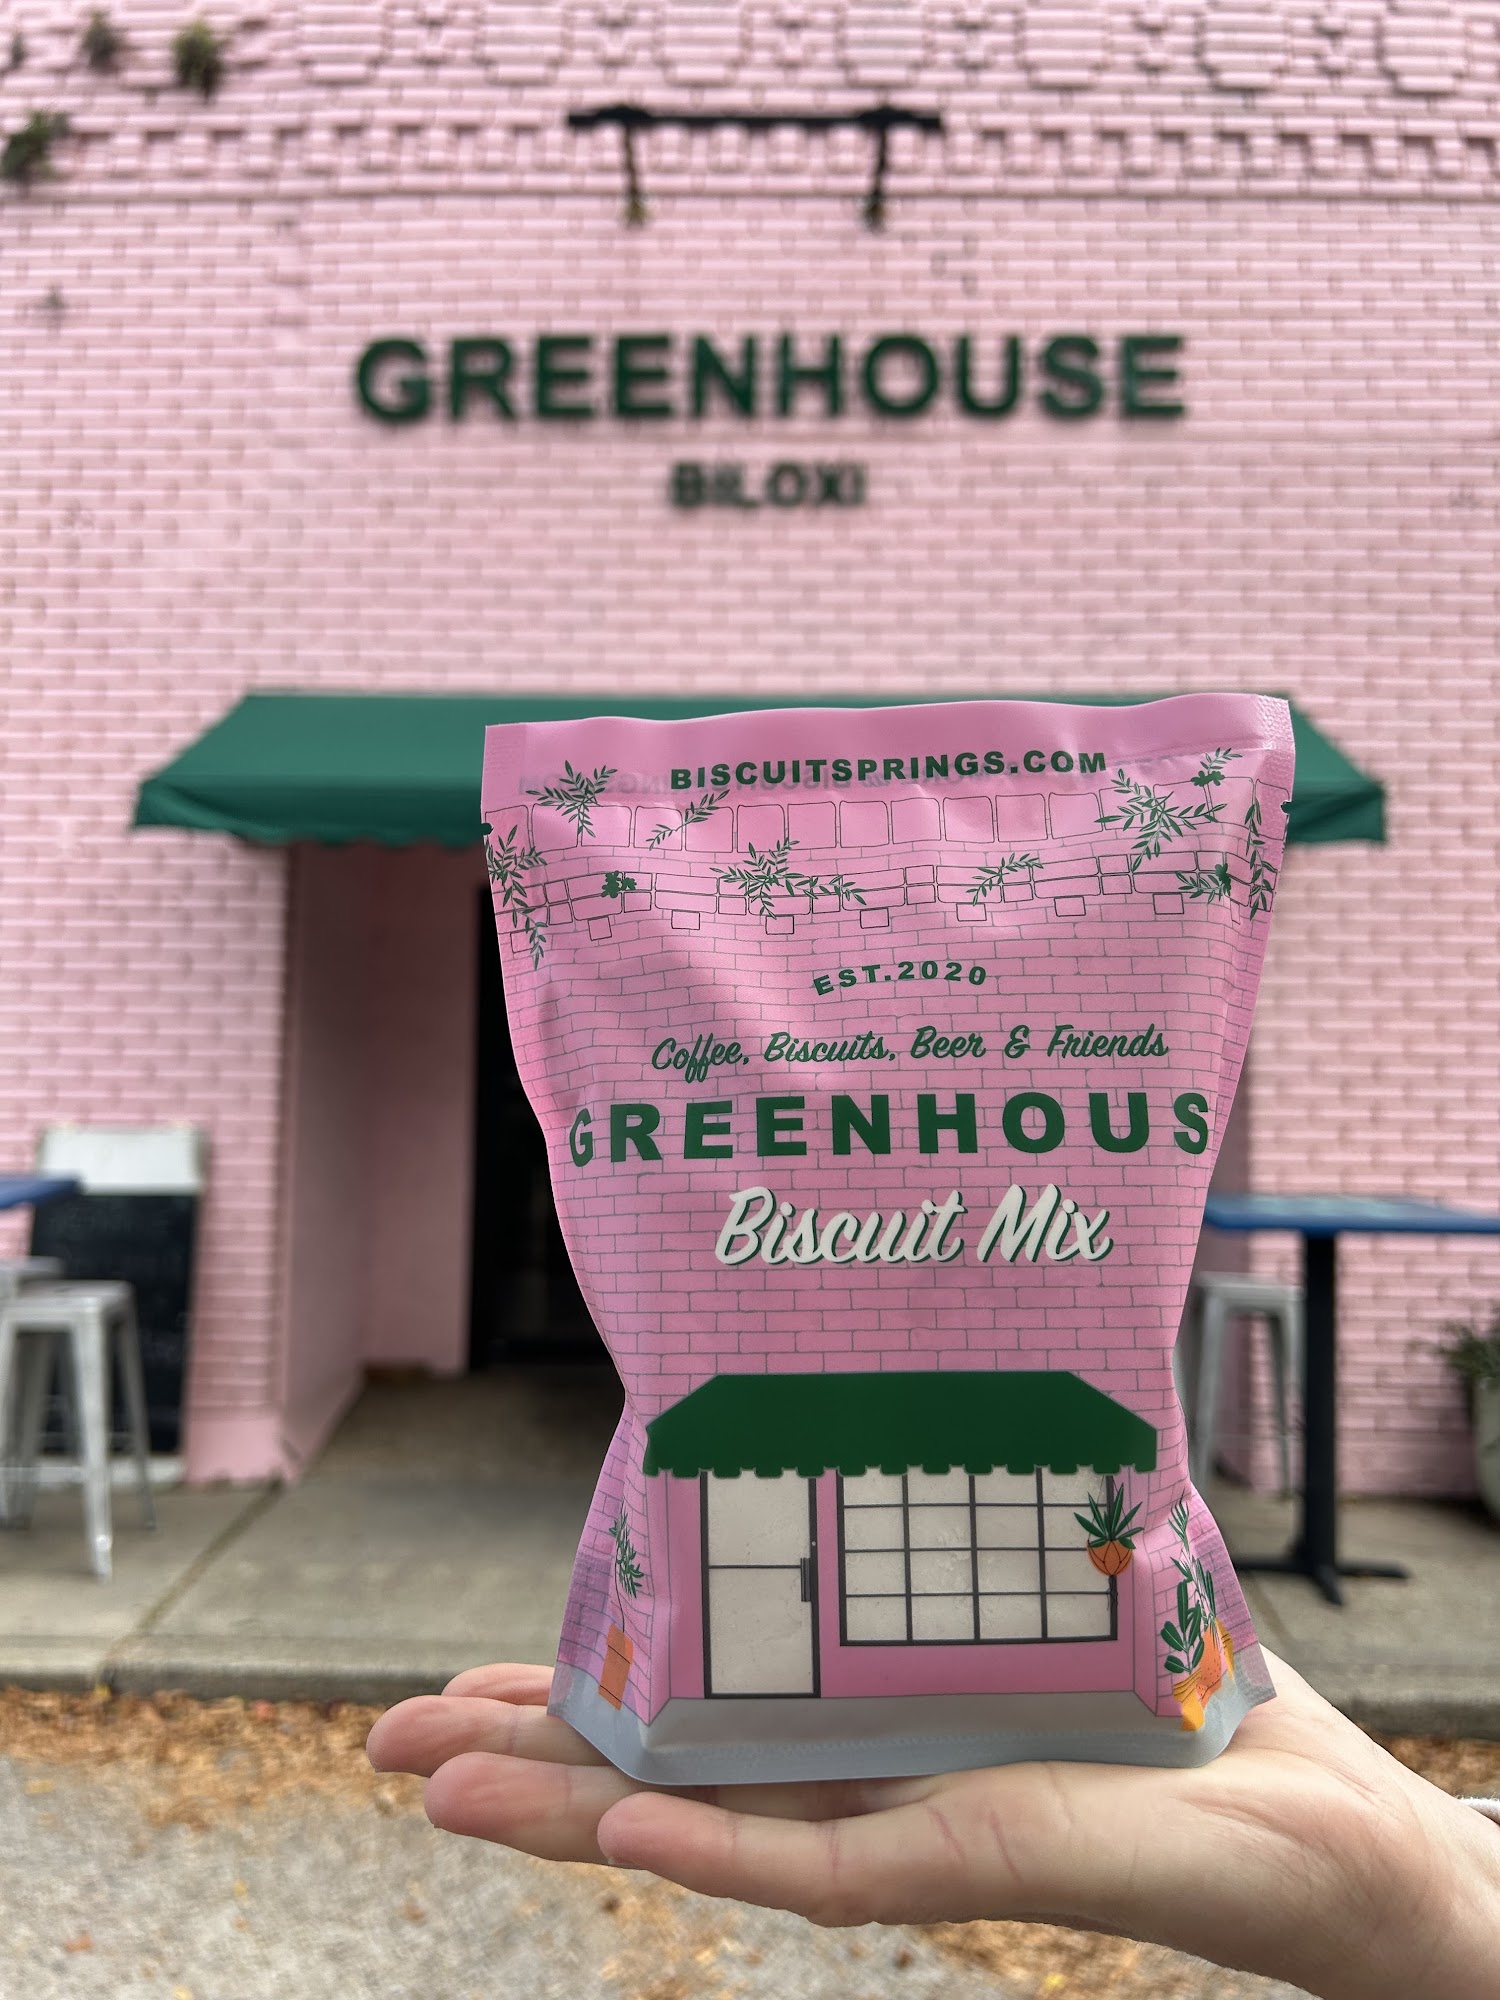 GREENHOUSE
BILOXI
BISCUITSPRINGS.COM
EST.2020
Coffee, Biscuits, Beer & Friends
GREENHOUS
Biscuit Mix